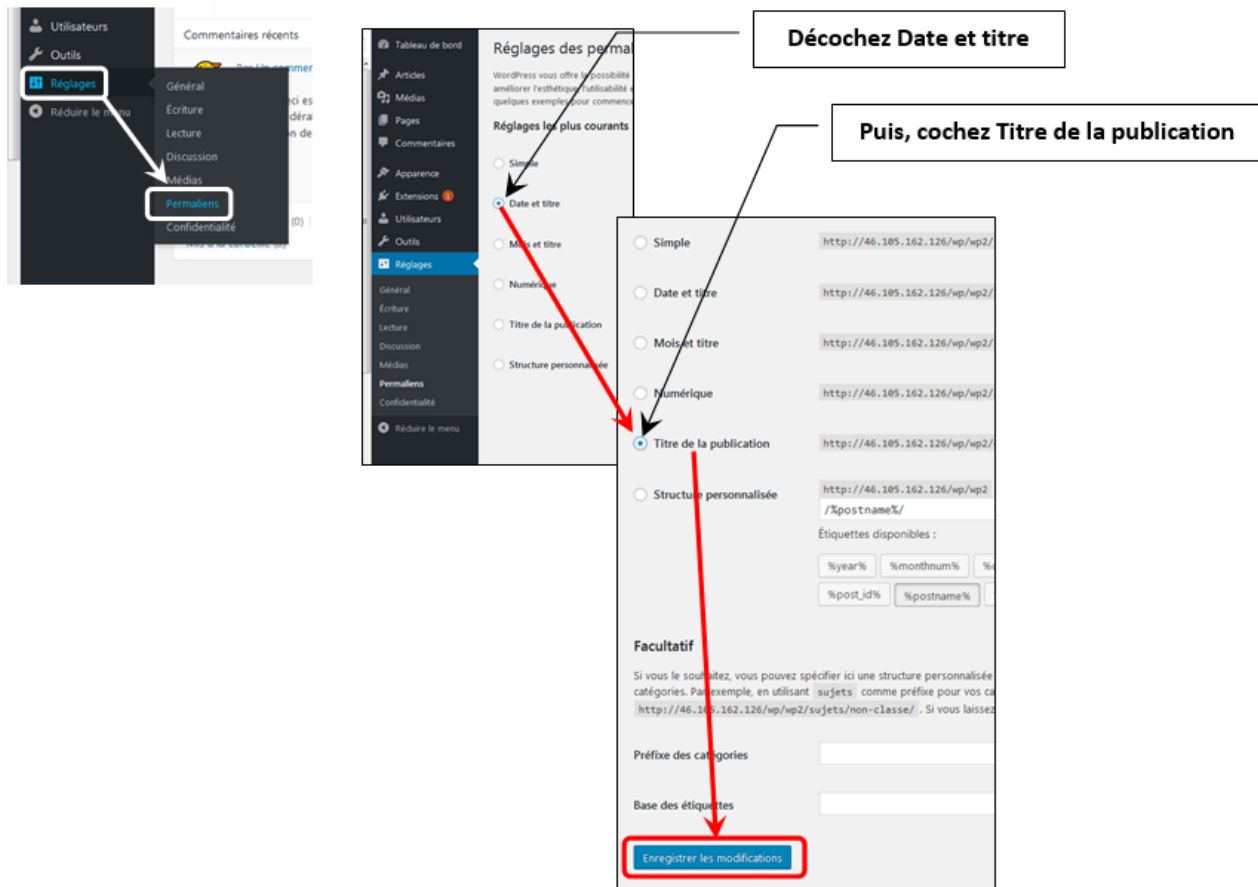 Utilisateurs
Outils
Réglages
Réduire le menu
Commentaires récents
Général
Écriture
Lecture
Discussion
Médias
Permaliens
Confidentialité
(0)
Tableau de bord
Articles
Médias
Pages
Commentaires
Apparence
Extensions 1
Utilisateurs
Outils
Réglages
Général
Écriture
Lecture
Discussion
Médias
Permaliens
Confidentialité
Réduire le menu
Réglages des permal
WordPress vous offre la possibilité
améliorer l'esthétique, l'utilisabilité
quelques exemples pour commence
Réglages les plus courants
Simple
Date et titre
Mois et titre
Numérique
Titre de la publication
Structure personnalisée
Décochez Date et titre
Puis, cochez Titre de la publication
Simple http://46.105.162.126/wp/wp2/
Date et titre http://46.105.162.126/wp/wp2/
Mois et titre http://46.105.162.126/wp/wp2/
Numérique http://46.105.162.126/wp/wp2/
Titre de la publication http://46.105.162.126/wp/wp2/
Structure personnalisée http://46.105.162.126/wp/wp2
/%postname%/
Étiquettes disponibles :
%year% %monthnum%
%post_id% %postname%
Facultatif
Si vous le souhaitez, vous pouvez spécifier ici une structure personnalisée
catégories. Par exemple, en utilisant sujets comme préfixe pour vos ca
http://46.105.162.126/wp/wp2/sujets/non-classe/ . Si vous laissez
Préfixe des catégories
Base des étiquettes
Enregistrer les modifications